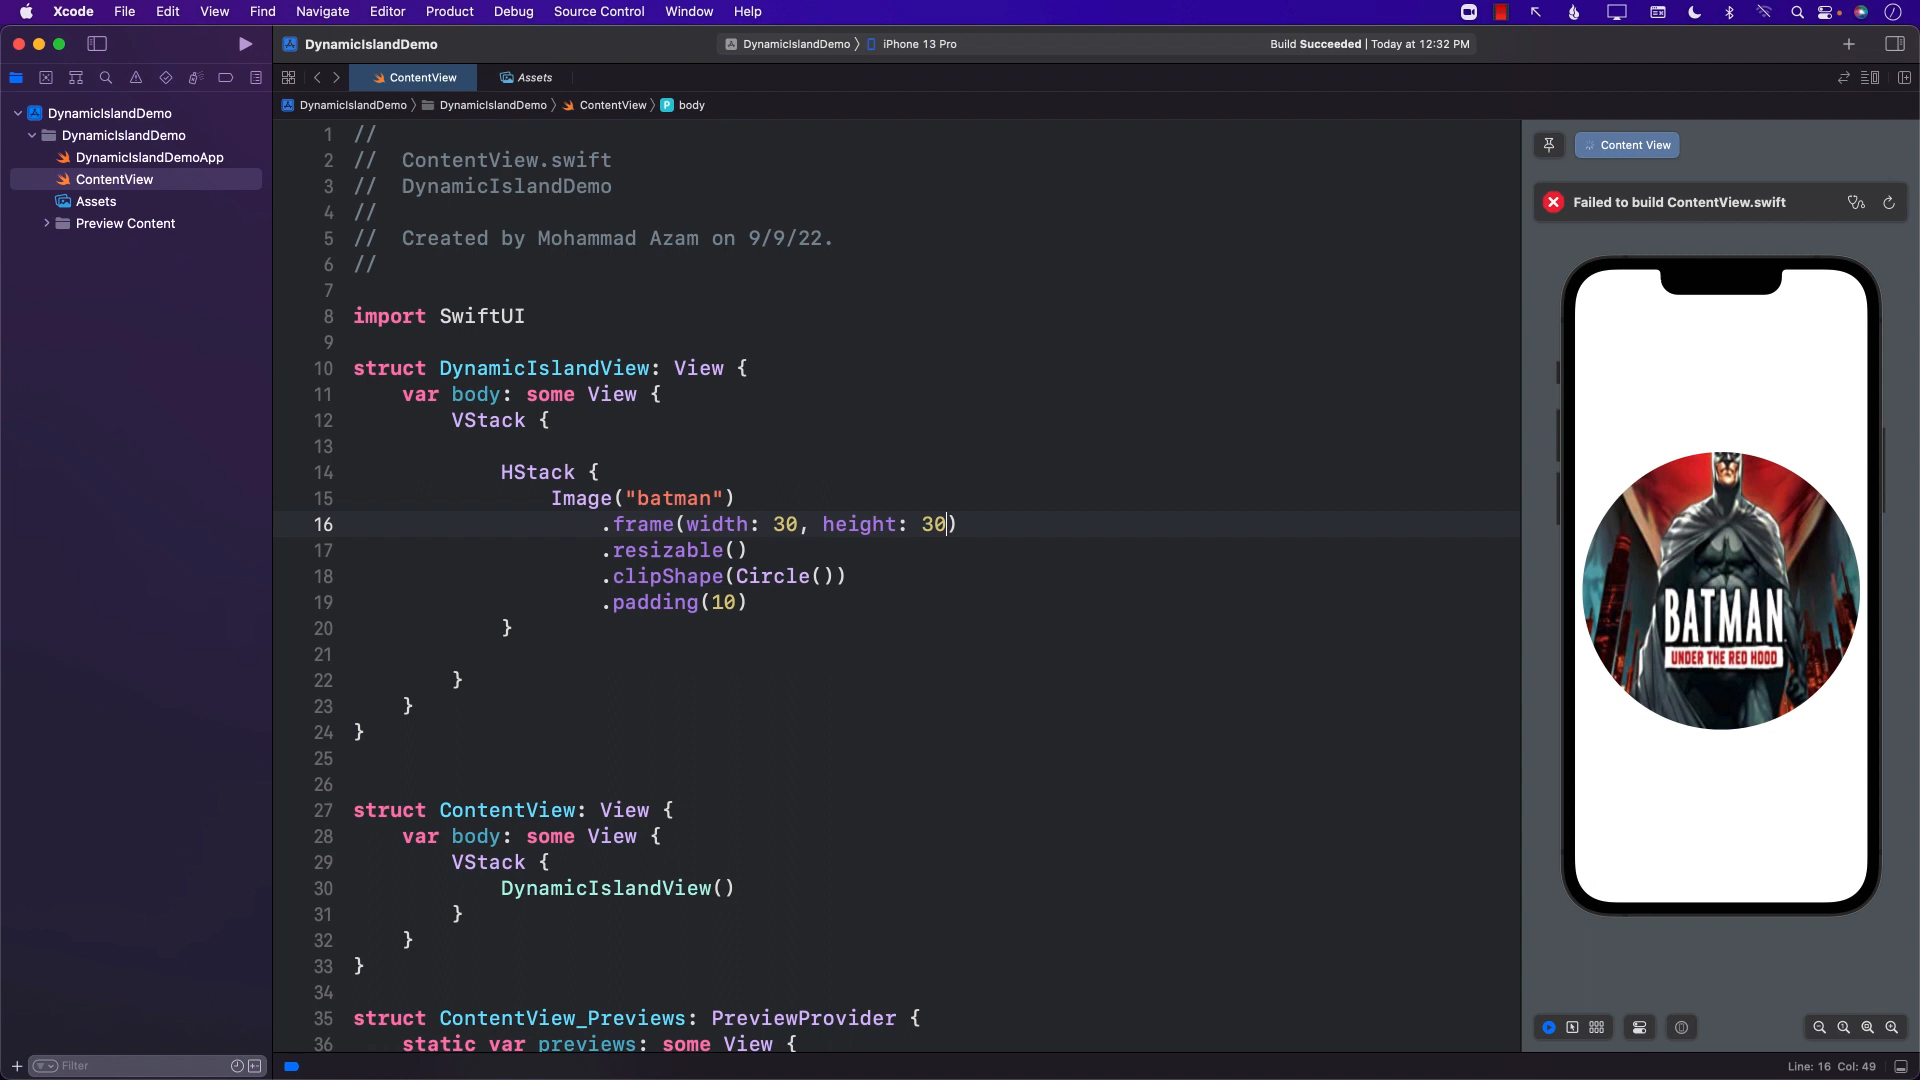 Xcode File Edit View Find Navigate Editor Product Debug Source Control Window Help
DynamicIslandDemo
DynamicIslandDemo 〉 iPhone 13 Pro
Build Succeeded | Today at 12:32 PM
ContentView
Assets
DynamicIslandDemo 〉 DynamicIslandDemo 〉 ContentView 〉 P body
DynamicIslandDemo
DynamicIslandDemo
DynamicIslandDemoApp
ContentView
Assets
Preview Content
1 //
2 //  ContentView.swift
3 //  DynamicIslandDemo
4 //
5 //  Created by Mohammad Azam on 9/9/22.
6 //
7
8 import SwiftUI
9
10 struct DynamicIslandView: View {
11     var body: some View {
12         VStack {
13
14             HStack {
15                 Image("batman")
16                     .frame(width: 30, height: 30)
17                     .resizable()
18                     .clipShape(Circle())
19                     .padding(10)
20             }
21
22         }
23     }
24 }
25
26
27 struct ContentView: View {
28     var body: some View {
29         VStack {
30             DynamicIslandView()
31         }
32     }
33 }
34
35 struct ContentView_Previews: PreviewProvider {
36     static var previews: some View {
Content View
Failed to build ContentView.swift
BATMAN
UNDER THE RED HOOD
Filter
Line: 16 Col: 49